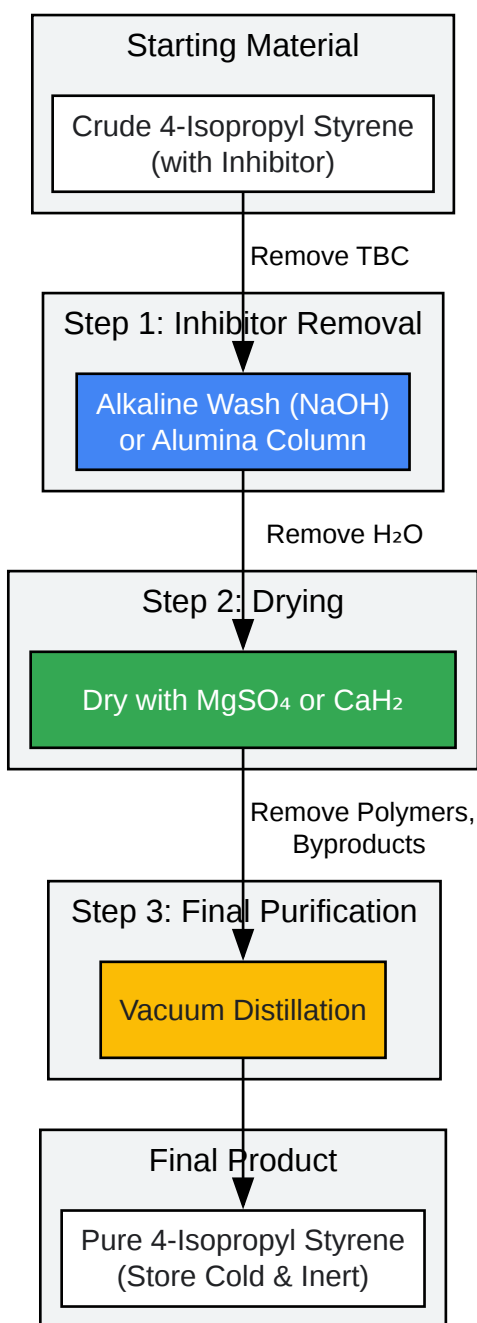 Starting Material
Crude 4-Isopropyl Styrene
(with Inhibitor)
Remove TBC
Step 1: Inhibitor Removal
Alkaline Wash (NaOH)
or Alumina Column
Remove H₂O
Step 2: Drying
Dry with MgSO₄ or CaH₂
Remove Polymers,
Byproducts
Step 3: Final Purification
Vacuum Distillation
Final Product
Pure 4-Isopropyl Styrene
(Store Cold & Inert)